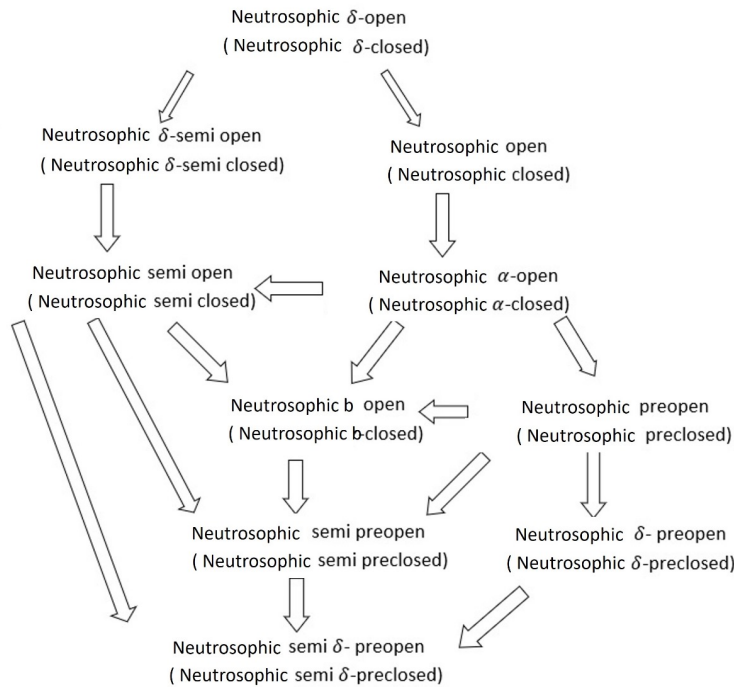 Neutrosophic δ-open
( Neutrosophic δ-closed)
Neutrosophic δ-semi open
( Neutrosophic δ-semi closed)
Neutrosophic open
( Neutrosophic closed)
Neutrosophic semi open
( Neutrosophic semi closed)
Neutrosophic α-open
( Neutrosophic α-closed)
Neutrosophic b open
( Neutrosophic b-closed)
Neutrosophic preopen
( Neutrosophic preclosed)
Neutrosophic semi preopen
( Neutrosophic semi preclosed)
Neutrosophic δ- preopen
( Neutrosophic δ-preclosed)
Neutrosophic semi δ- preopen
( Neutrosophic semi δ-preclosed)